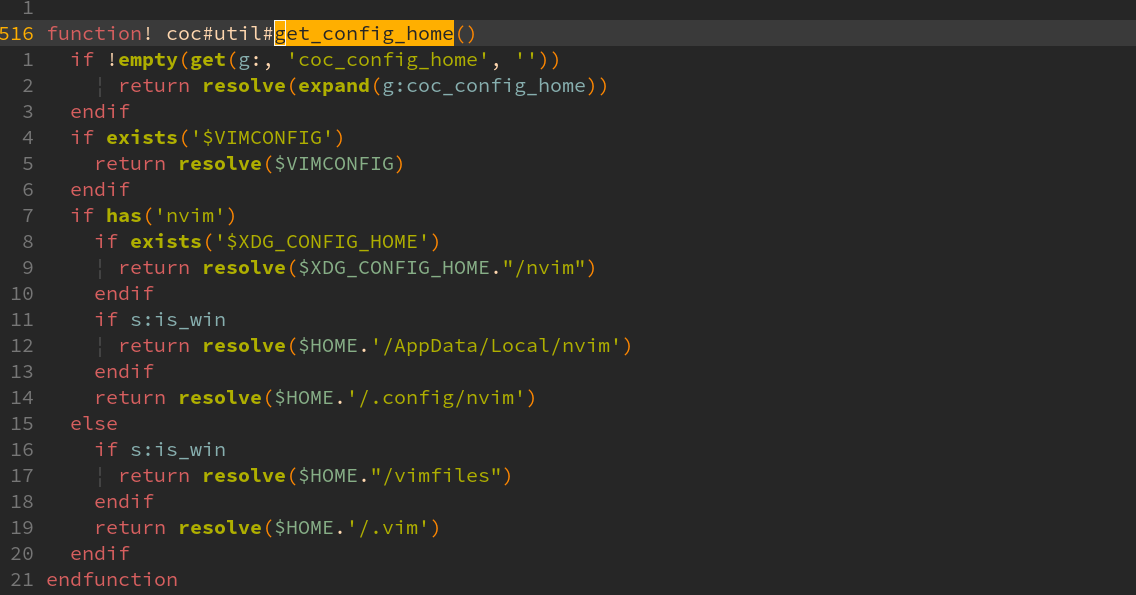 1
516 function! coc#util#get_config_home()
1   if !empty(get(g:, 'coc_config_home', ''))
2     ¦ return resolve(expand(g:coc_config_home))
3   endif
4   if exists('$VIMCONFIG')
5     return resolve($VIMCONFIG)
6   endif
7   if has('nvim')
8     if exists('$XDG_CONFIG_HOME')
9     ¦ return resolve($XDG_CONFIG_HOME."/nvim")
10     endif
11     if s:is_win
12     ¦ return resolve($HOME.'/AppData/Local/nvim')
13     endif
14     return resolve($HOME.'/.config/nvim')
15   else
16     if s:is_win
17     ¦ return resolve($HOME."/vimfiles")
18     endif
19     return resolve($HOME.'/.vim')
20   endif
21 endfunction